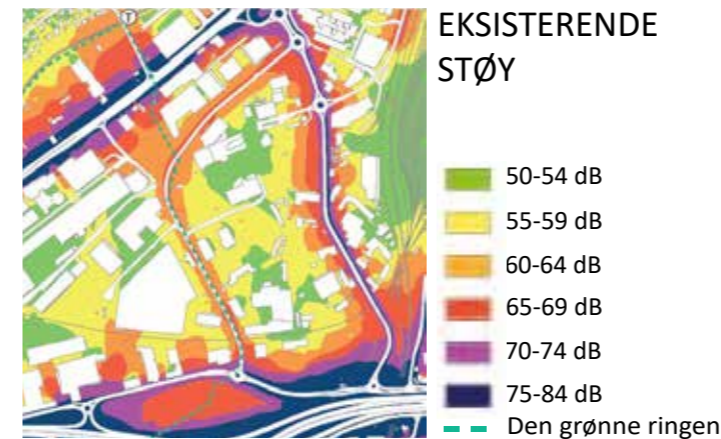 EKSISTERENDE
STØY
T
50-54 dB
55-59 dB
60-64 dB
65-69 dB
70-74 dB
75-84 dB
Den grønne ringen